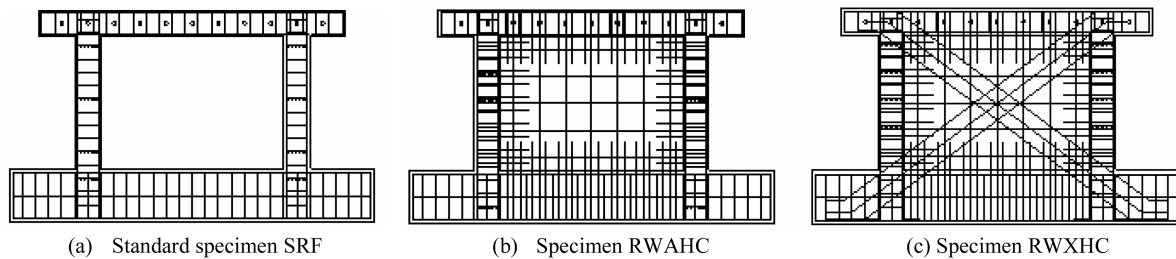 (a) Standard specimen SRF
(b) Specimen RWAHC
(c) Specimen RWXHC